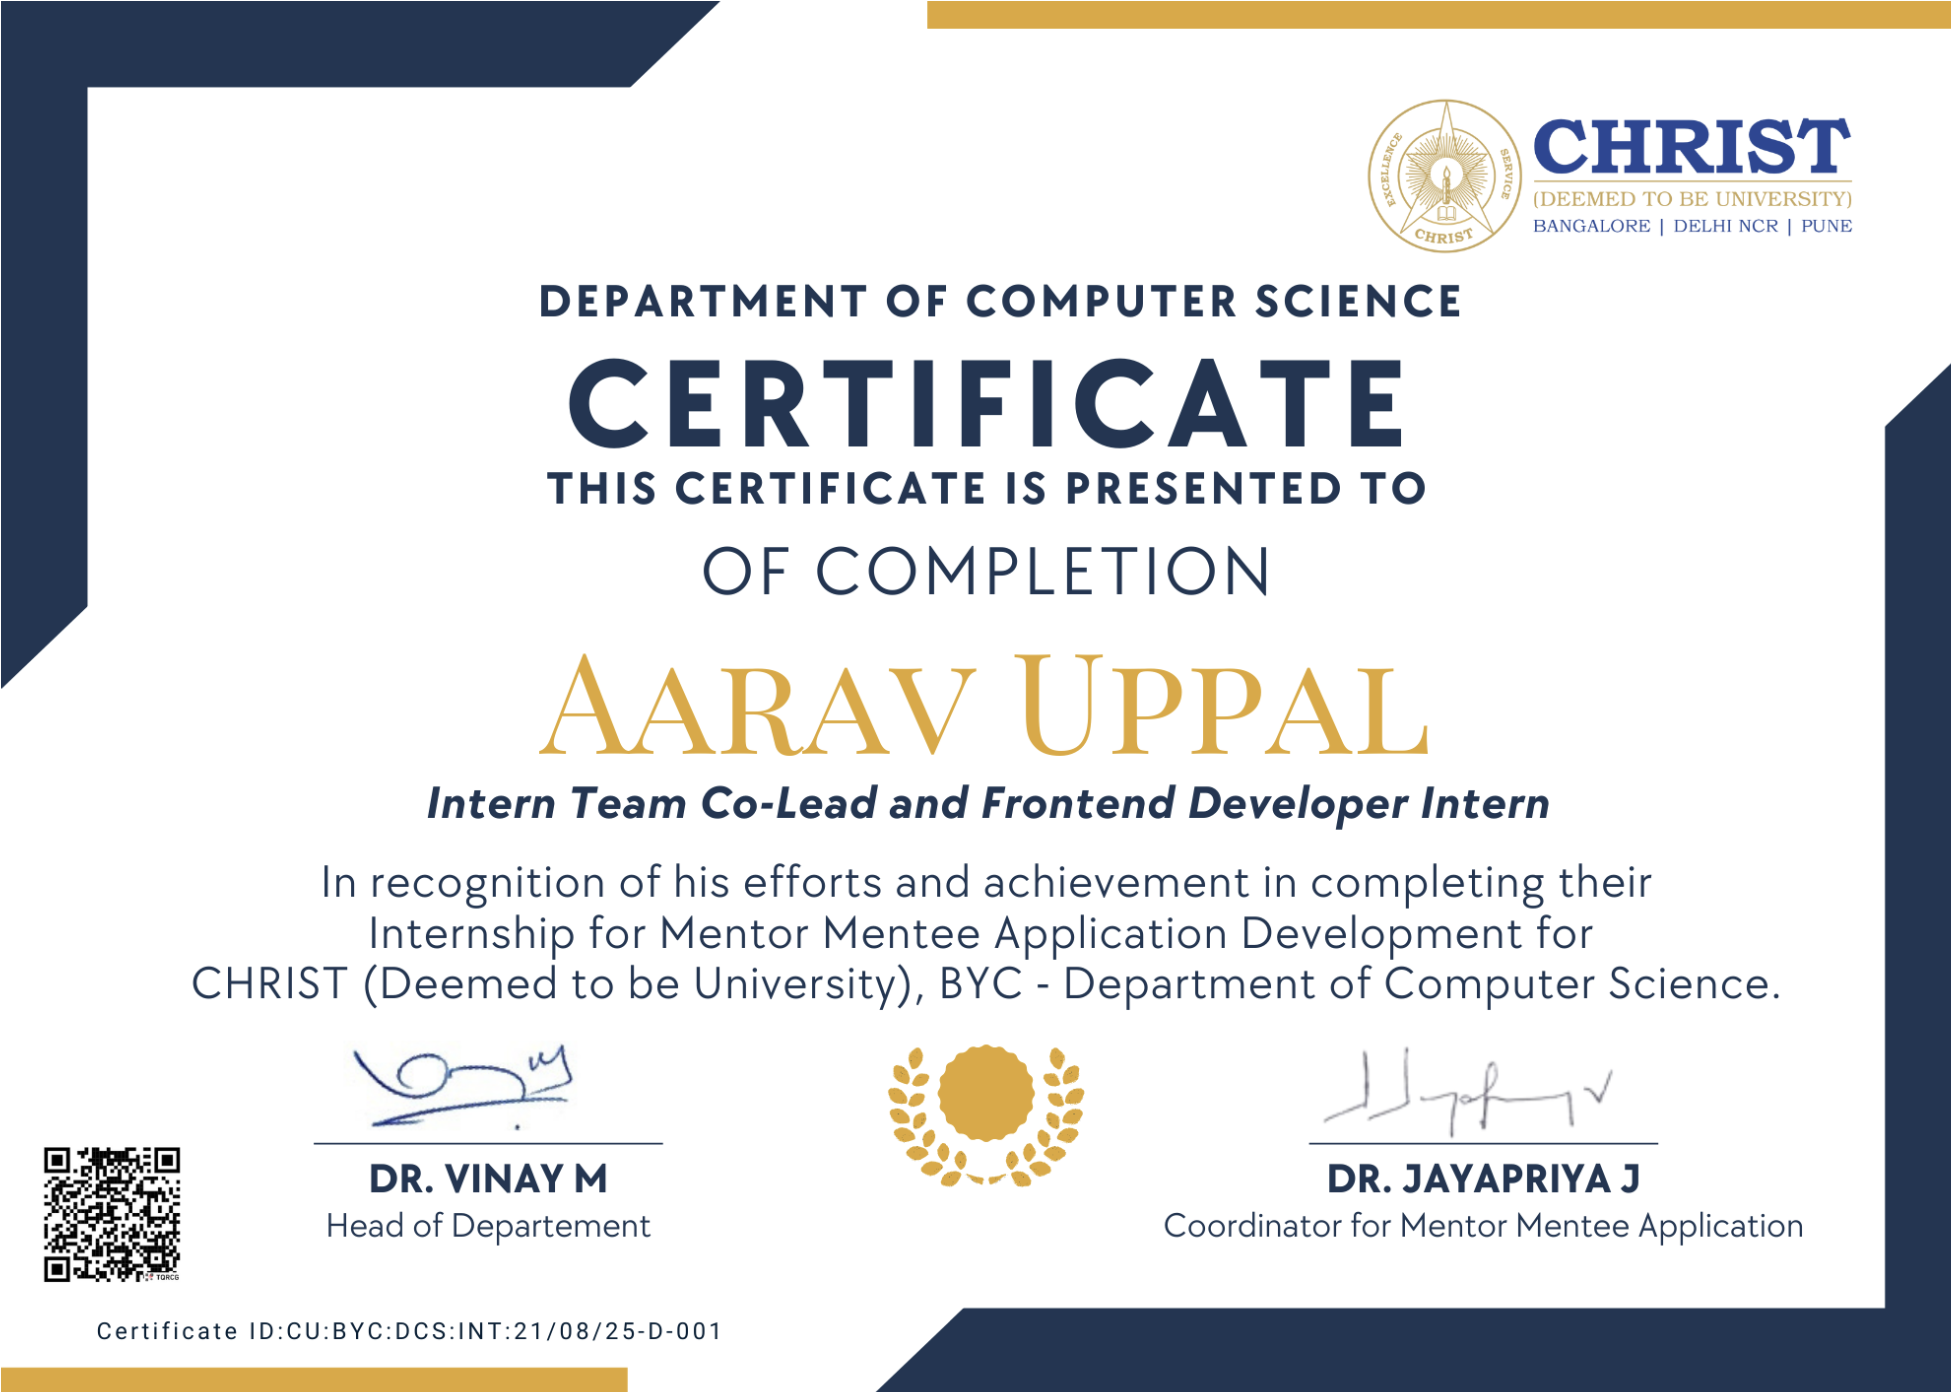 EXCELLENCE
SERVICE
CHRIST
CHRIST
(DEEMED TO BE UNIVERSITY)
BANGALORE | DELHI NCR | PUNE
DEPARTMENT OF COMPUTER SCIENCE
CERTIFICATE
THIS CERTIFICATE IS PRESENTED TO
OF COMPLETION
AARAV UPPAL
Intern Team Co-Lead and Frontend Developer Intern
In recognition of his efforts and achievement in completing their
Internship for Mentor Mentee Application Development for
CHRIST (Deemed to be University), BYC - Department of Computer Science.
DR. VINAY M
Head of Departement
DR. JAYAPRIYA J
Coordinator for Mentor Mentee Application
TQRCG
Certificate ID:CU:BYC:DCS:INT:21/08/25-D-001